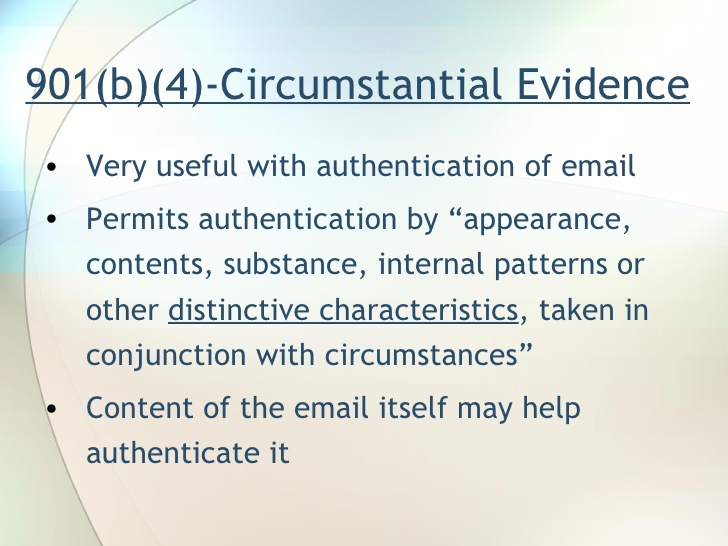 901(b)(4)-Circumstantial Evidence
• Very useful with authentication of email
• Permits authentication by “appearance,
contents, substance, internal patterns or
other distinctive characteristics, taken in
conjunction with circumstances”
• Content of the email itself may help
authenticate it